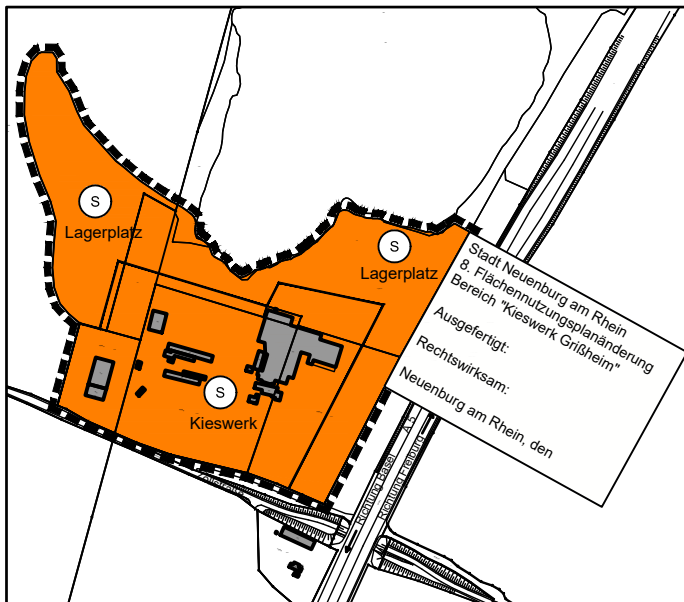 S
Lagerplatz
S
Lagerplatz
S
Kieswerk
Stadt Neuenburg am Rhein
8. Flächennutzungsplanänderung
Bereich "Kieswerk Grißheim"
Ausgefertigt:
Rechtswirksam:
Neuenburg am Rhein, den
A 5
Richtung Basel
Richtung Freiburg